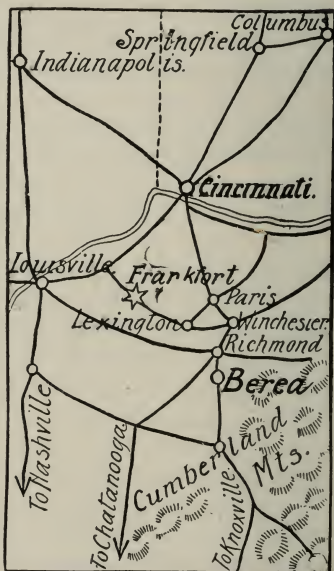 Columbus
Springfield
Indianapolis.
Cincinnati.
Louisville.
Frankfort
Paris
Lexington
Winchester.
Richmond
Berea
Cumberland
Mts.
To Nashville
To Chatanooga.
To Knoxville.